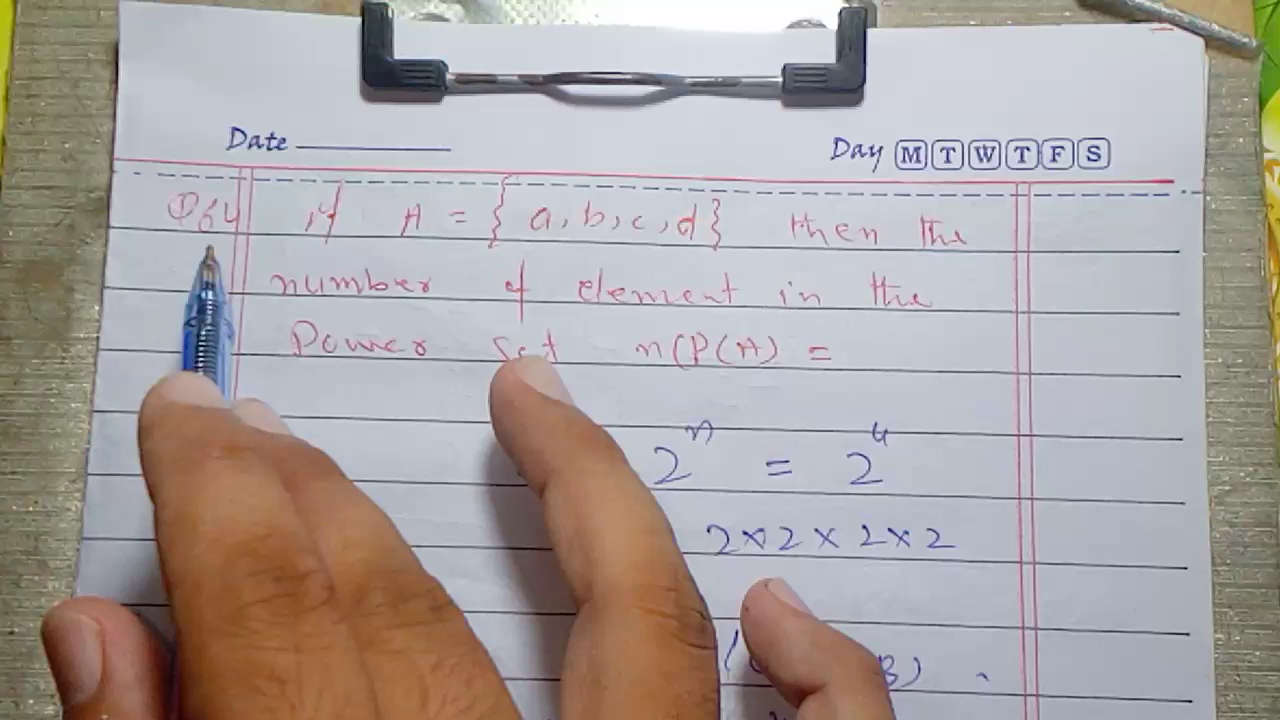 Date
Day M T W T F S
Q64 if A = { a, b, c, d } then the
number of element in the
Power set n(P(A) =
2ⁿ = 2⁴
2×2×2×2
B)